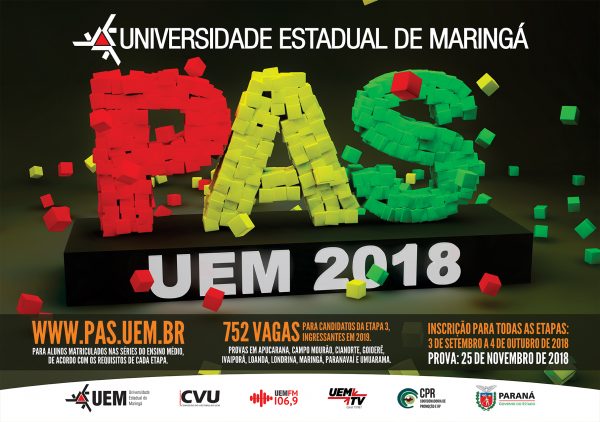 UNIVERSIDADE ESTADUAL DE MARINGÁ
PAS
UEM 2018
WWW.PAS.UEM.BR
PARA ALUNOS MATRICULADOS NAS SÉRIES DO ENSINO MÉDIO,
DE ACORDO COM OS REQUISITOS DE CADA ETAPA.
752 VAGAS PARA CANDIDATOS DA ETAPA 3,
INGRESSANTES EM 2019.
PROVAS EM APUCARANA, CAMPO MOURÃO, CIANORTE, GOIOERÊ,
IVAIPORÃ, LOANDA, LONDRINA, MARINGÁ, PARANAVAÍ E UMUARAMA.
INSCRIÇÃO PARA TODAS AS ETAPAS:
3 DE SETEMBRO A 4 DE OUTUBRO DE 2018
PROVA: 25 DE NOVEMBRO DE 2018
UEM Universidade
Estadual de
Maringá
CVU
UEMFM
106,9
UEM
TV
CPR
PARANÁ
GOVERNO DO ESTADO